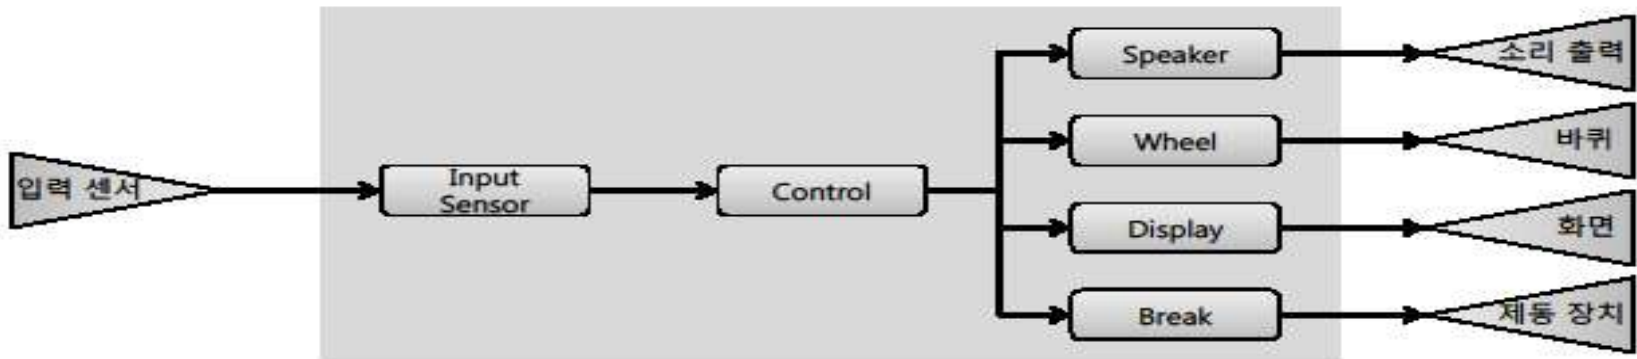 입력 센서
Input
Sensor
Control
Speaker
소리 출력
Wheel
바퀴
Display
화면
Break
제동 장치